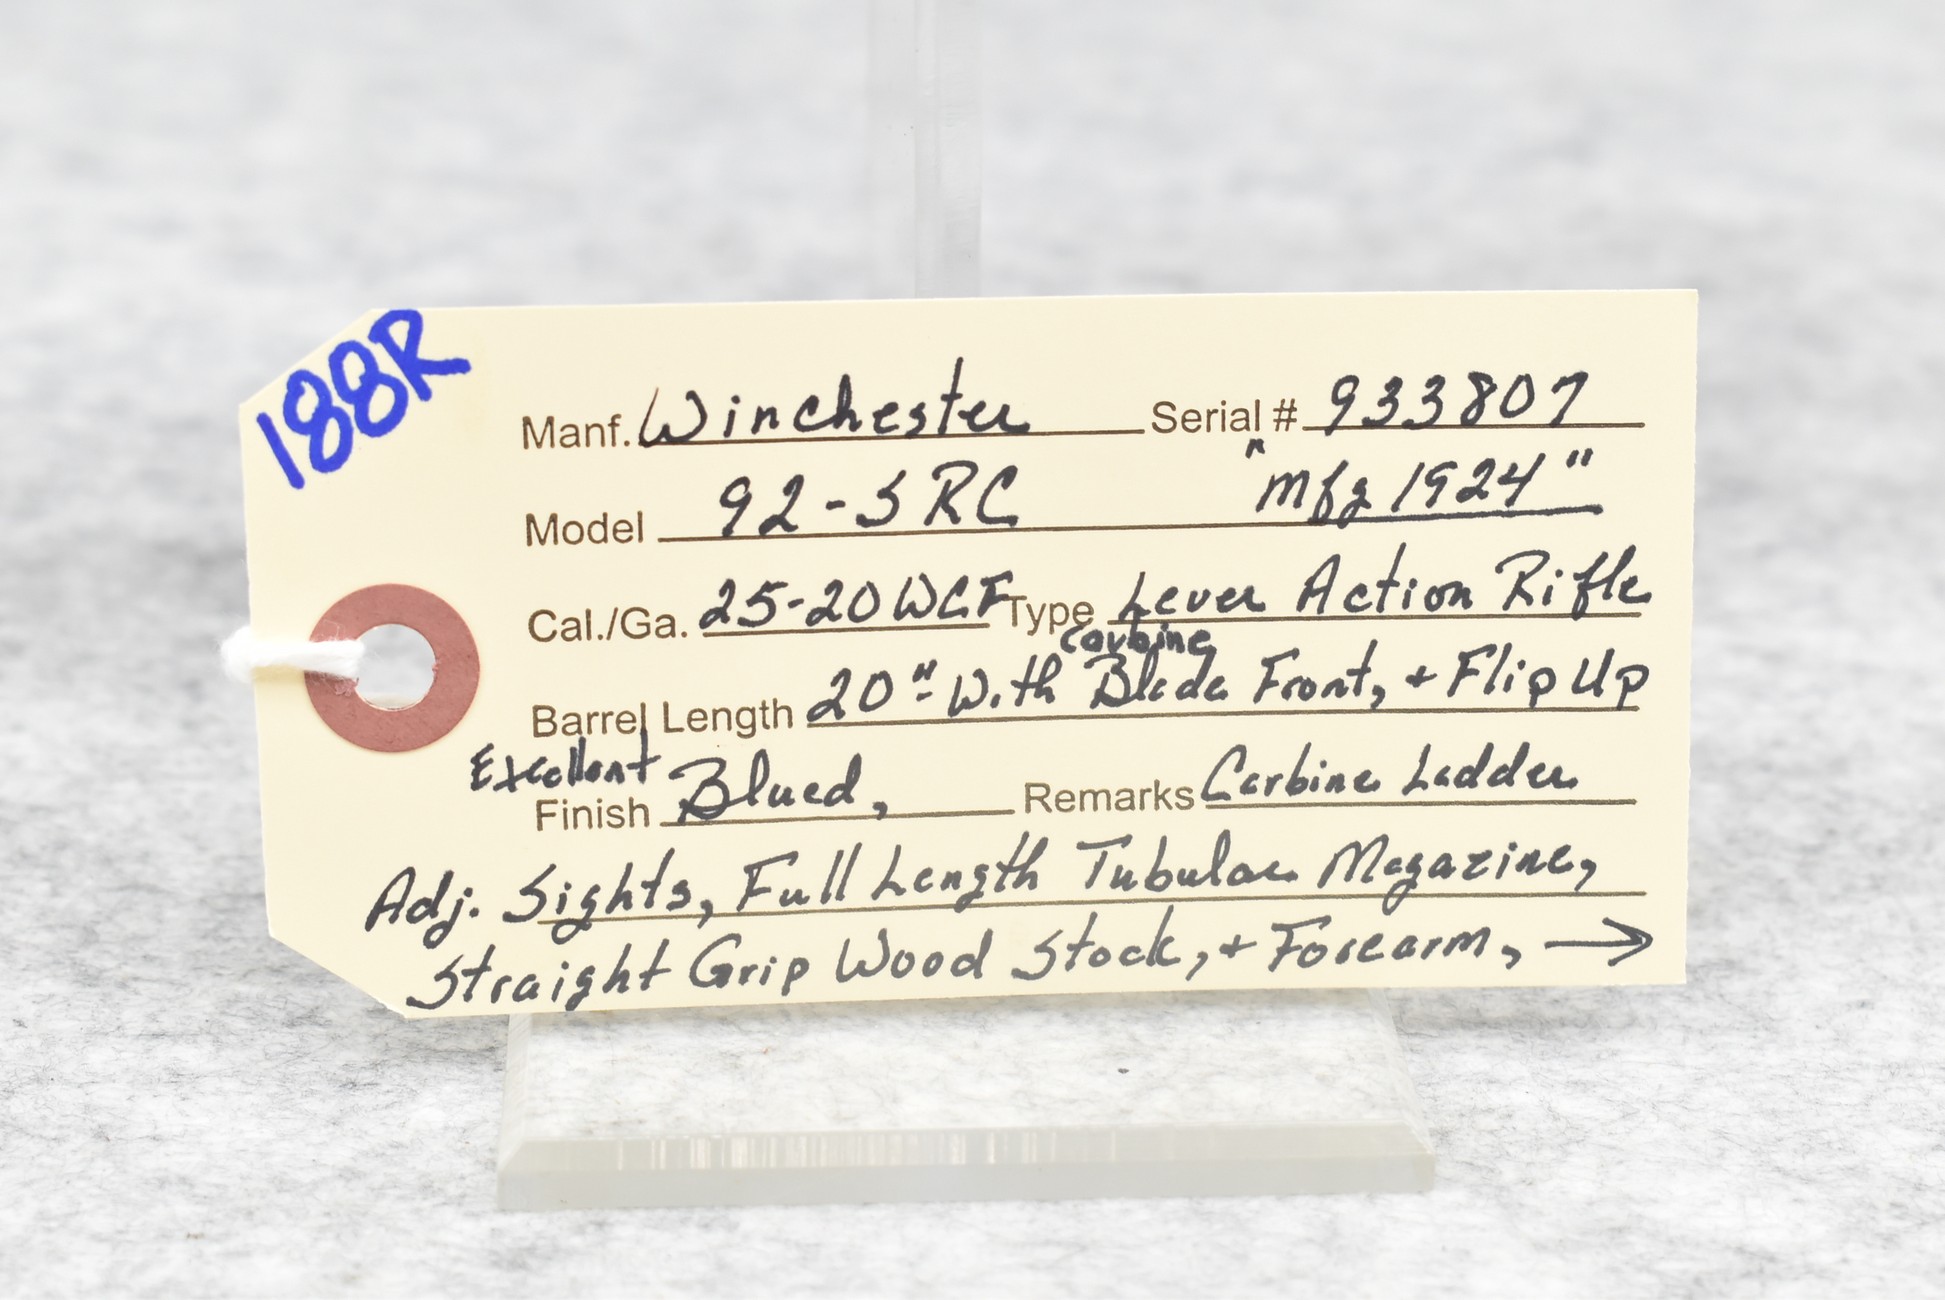 188R
Manf. Winchester Serial # 933807
Model 92-SRC "Mfg 1924"
Cal./Ga. 25-20 WCF Type Lever Action Rifle
carbine
Barrel Length 20" - With Blade Front, + Flip Up
Excellent
Finish Blued, Remarks Carbine Ladder
Adj. Sights, Full Length Tubular Magazine,
Straight Grip Wood Stock, + Forearm, →